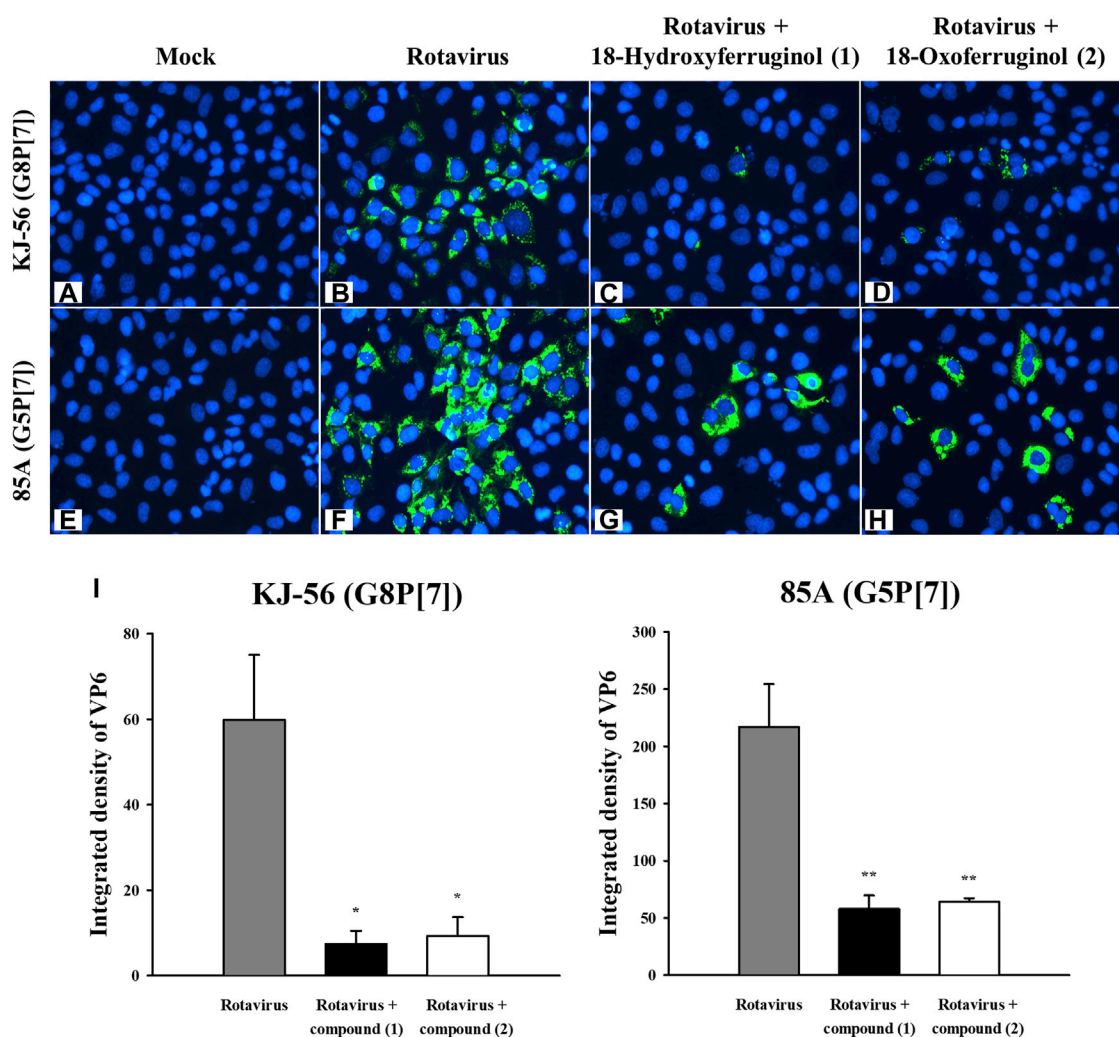 Mock
Rotavirus
Rotavirus +
18-Hydroxyferruginol (1)
Rotavirus +
18-Oxoferruginol (2)
KJ-56 (G8P[7])
A
B
C
D
85A (G5P[7])
E
F
G
H
I
KJ-56 (G8P[7])
Integrated density of VP6
80
60
40
20
0
*
*
Rotavirus
Rotavirus +
compound (1)
Rotavirus +
compound (2)
85A (G5P[7])
Integrated density of VP6
300
250
200
150
100
50
0
**
**
Rotavirus
Rotavirus +
compound (1)
Rotavirus +
compound (2)